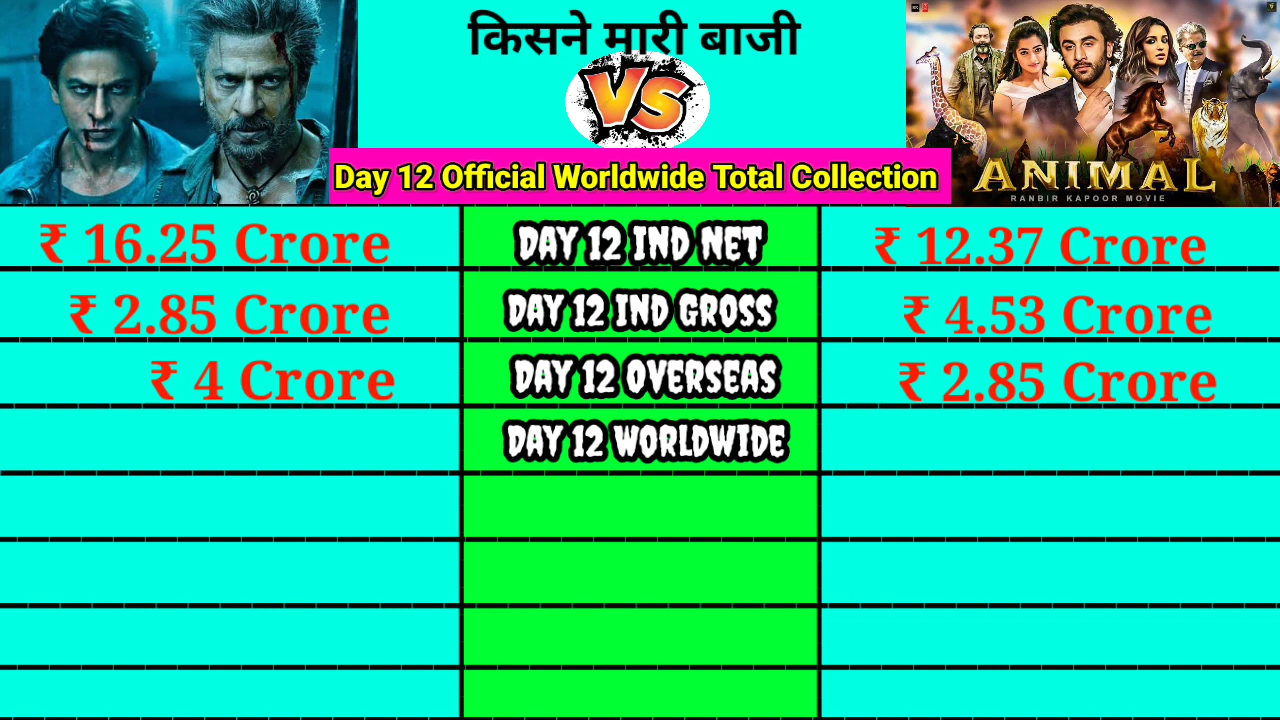 किसने मारी बाजी
VS
Day 12 Official Worldwide Total Collection
ANIMAL
RANBIR KAPOOR MOVIE
₹ 16.25 Crore DAY 12 IND NET ₹ 12.37 Crore
₹ 2.85 Crore DAY 12 IND GROSS ₹ 4.53 Crore
₹ 4 Crore DAY 12 OVERSEAS ₹ 2.85 Crore
DAY 12 WORLDWIDE